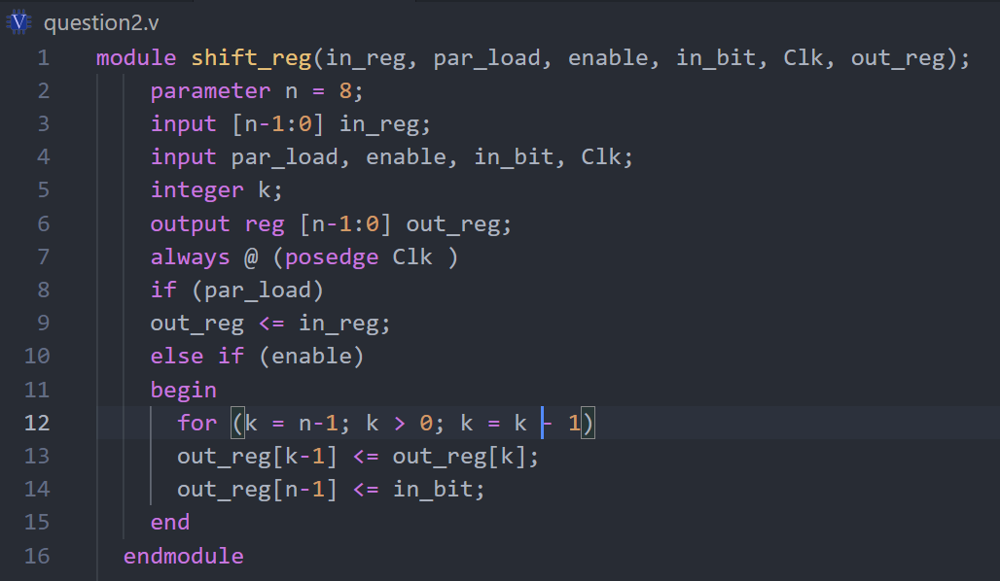 V question2.v
1 module shift_reg(in_reg, par_load, enable, in_bit, Clk, out_reg);
2 parameter n = 8;
3 input [n-1:0] in_reg;
4 input par_load, enable, in_bit, Clk;
5 integer k;
6 output reg [n-1:0] out_reg;
7 always @ (posedge Clk )
8 if (par_load)
9 out_reg <= in_reg;
10 else if (enable)
11 begin
12 for (k = n-1; k > 0; k = k - 1)
13 out_reg[k-1] <= out_reg[k];
14 out_reg[n-1] <= in_bit;
15 end
16 endmodule